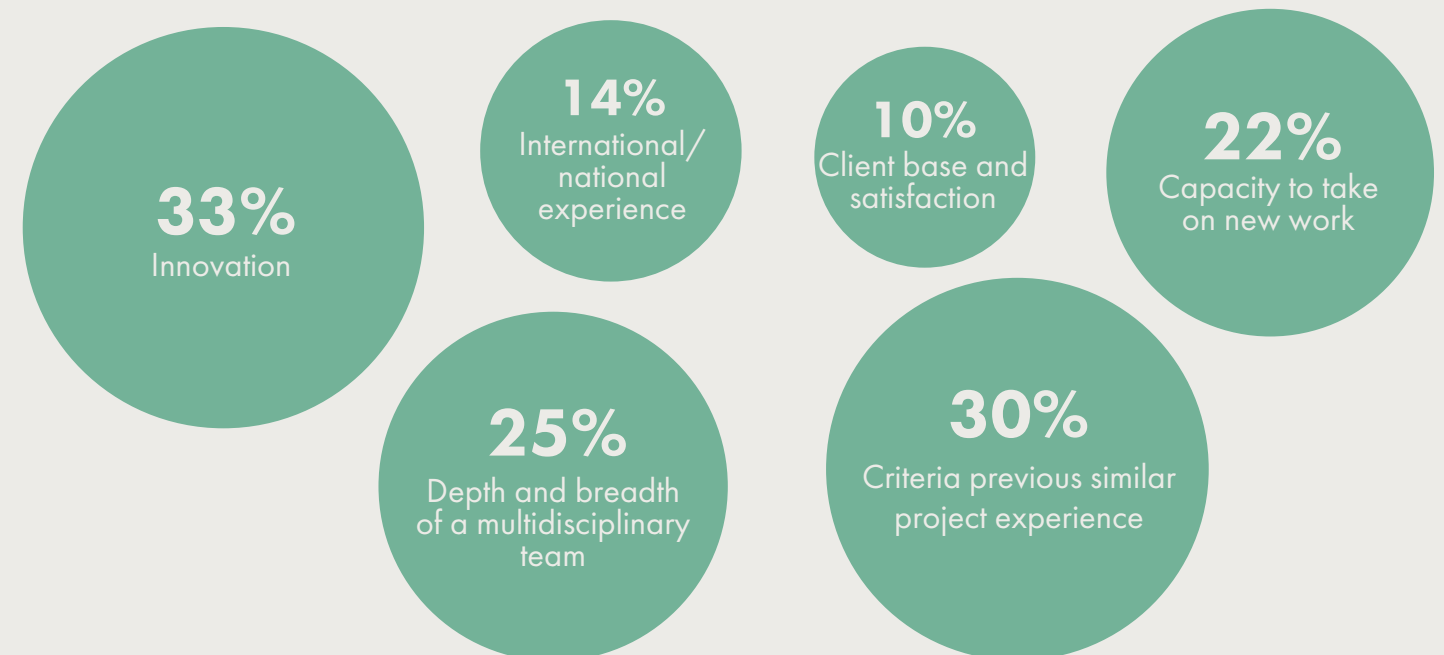 33%
Innovation
14%
International/
national
experience
10%
Client base and
satisfaction
22%
Capacity to take
on new work
25%
Depth and breadth
of a multidisciplinary
team
30%
Criteria previous similar
project experience